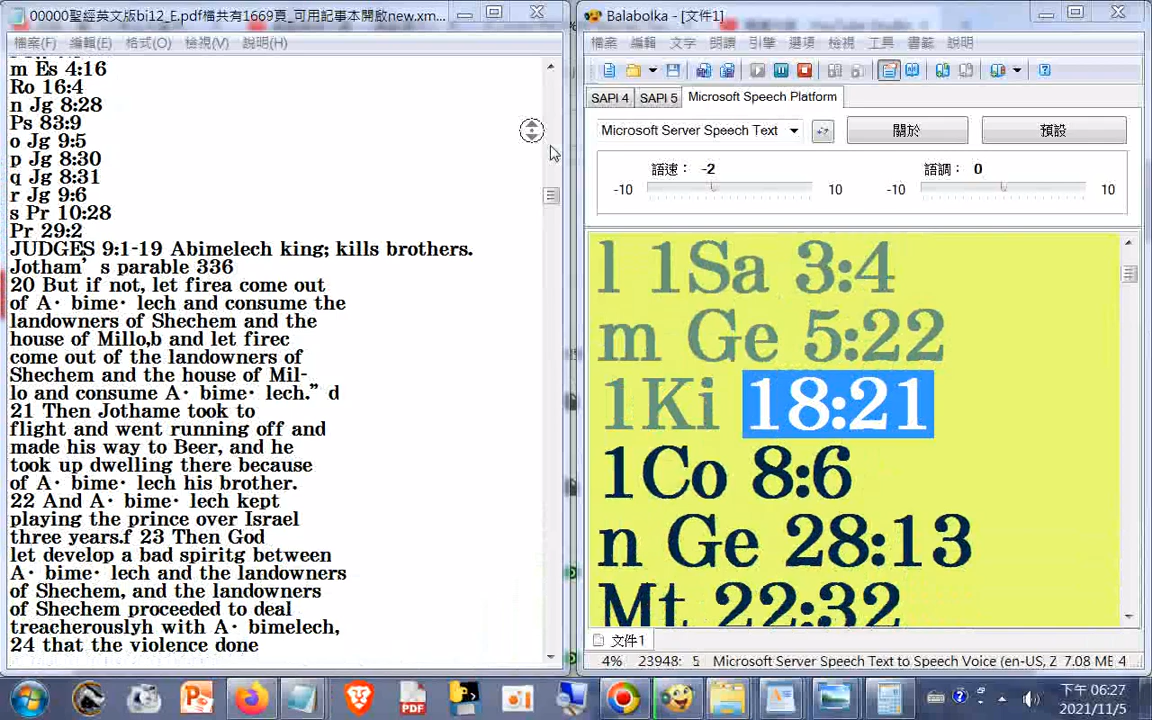 00000聖經英文版bi12_E.pdf檔共有1669頁_可用記事本開啟new.xm...
檔案(F) 編輯(E) 格式(O) 檢視(V) 說明(H)
m Es 4:16
Ro 16:4
n Jg 8:28
Ps 83:9
o Jg 9:5
p Jg 8:30
q Jg 8:31
r Jg 9:6
s Pr 10:28
Pr 29:2
JUDGES 9:1-19 Abimelech king; kills brothers.
Jotham’s parable 336
20 But if not, let firea come out
of A·bime·lech and consume the
landowners of Shechem and the
house of Millo,b and let firec
come out of the landowners of
Shechem and the house of Mil-
lo and consume A·bime·lech.” d
21 Then Jothame took to
flight and went running off and
made his way to Beer, and he
took up dwelling there because
of A·bime·lech his brother.
22 And A·bime·lech kept
playing the prince over Israel
three years.f 23 Then God
let develop a bad spiritg between
A·bime·lech and the landowners
of Shechem, and the landowners
of Shechem proceeded to deal
treacherouslyh with A·bimelech,
24 that the violence done
Balabolka - [文件1]
檔案 編輯 文字 朗讀 引擎 選項 檢視 工具 書籤 說明
SAPI 4 SAPI 5 Microsoft Speech Platform
Microsoft Server Speech Text 關於 預設
語速： -2 語調： 0
-10 10 -10 10
l 1Sa 3:4
m Ge 5:22
1Ki 18:21
1Co 8:6
n Ge 28:13
Mt 22:32
文件1
4% 23948: Microsoft Server Speech Text to Speech Voice (en-US, Z 7.08 ME 4
PDF
下午 06:27
2021/11/5